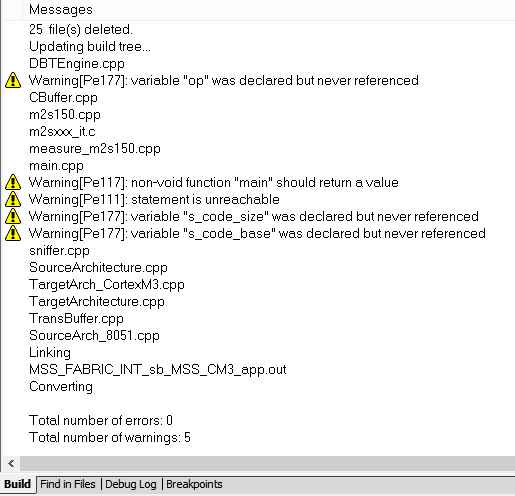 Messages
25 file(s) deleted.
Updating build tree...
DBTEngine.cpp
Warning[Pe177]: variable "op" was declared but never referenced
CBuffer.cpp
m2s150.cpp
m2sxxx_it.c
measure_m2s150.cpp
main.cpp
Warning[Pe117]: non-void function "main" should return a value
Warning[Pe111]: statement is unreachable
Warning[Pe177]: variable "s_code_size" was declared but never referenced
Warning[Pe177]: variable "s_code_base" was declared but never referenced
sniffer.cpp
SourceArchitecture.cpp
TargetArch_CortexM3.cpp
TargetArchitecture.cpp
TransBuffer.cpp
SourceArch_8051.cpp
Linking
MSS_FABRIC_INT_sb_MSS_CM3_app.out
Converting
Total number of errors: 0
Total number of warnings: 5
Build Find in Files Debug Log Breakpoints